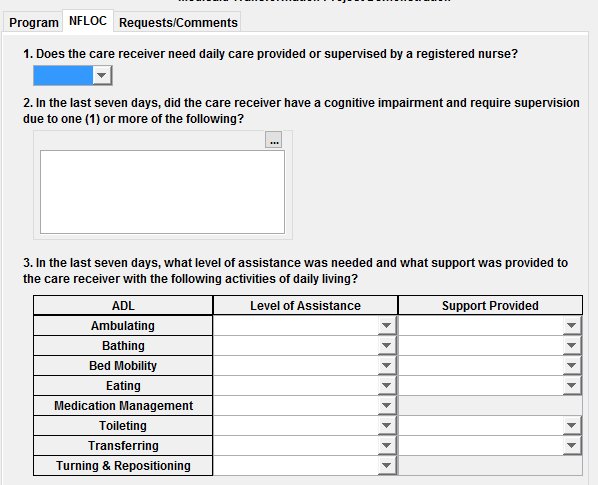 Medicaid Transformation Project Demonstration
Program NFLOC Requests/Comments
1. Does the care receiver need daily care provided or supervised by a registered nurse?
2. In the last seven days, did the care receiver have a cognitive impairment and require supervision
due to one (1) or more of the following?
...
3. In the last seven days, what level of assistance was needed and what support was provided to
the care receiver with the following activities of daily living?
ADL Level of Assistance Support Provided
Ambulating
Bathing
Bed Mobility
Eating
Medication Management
Toileting
Transferring
Turning & Repositioning